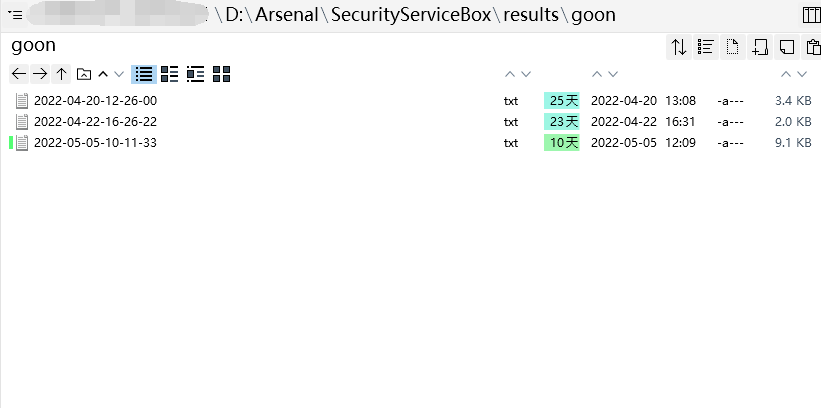 \D:\Arsenal\SecurityServiceBox\results\goon
goon
2022-04-20-12-26-00 txt 25天 2022-04-20 13:08 -a--- 3.4 KB
2022-04-22-16-26-22 txt 23天 2022-04-22 16:31 -a--- 2.0 KB
2022-05-05-10-11-33 txt 10天 2022-05-05 12:09 -a--- 9.1 KB